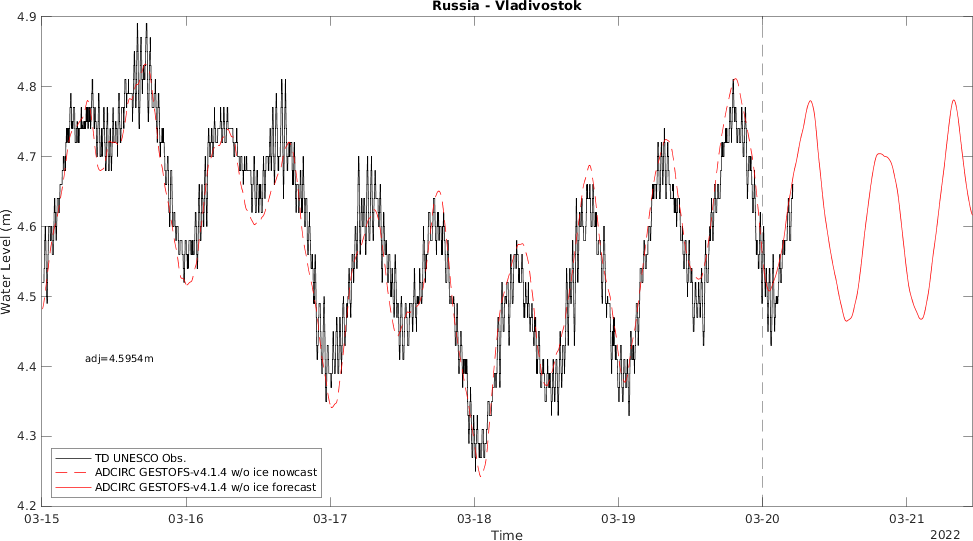 Russia - Vladivostok
4.9
4.8
4.7
4.6
4.5
4.4
4.3
4.2
Water Level (m)
adj=4.5954m
TD UNESCO Obs.
ADCIRC GESTOFS-v4.1.4 w/o ice nowcast
ADCIRC GESTOFS-v4.1.4 w/o ice forecast
03-15 03-16 03-17 03-18 03-19 03-20 03-21
Time
2022